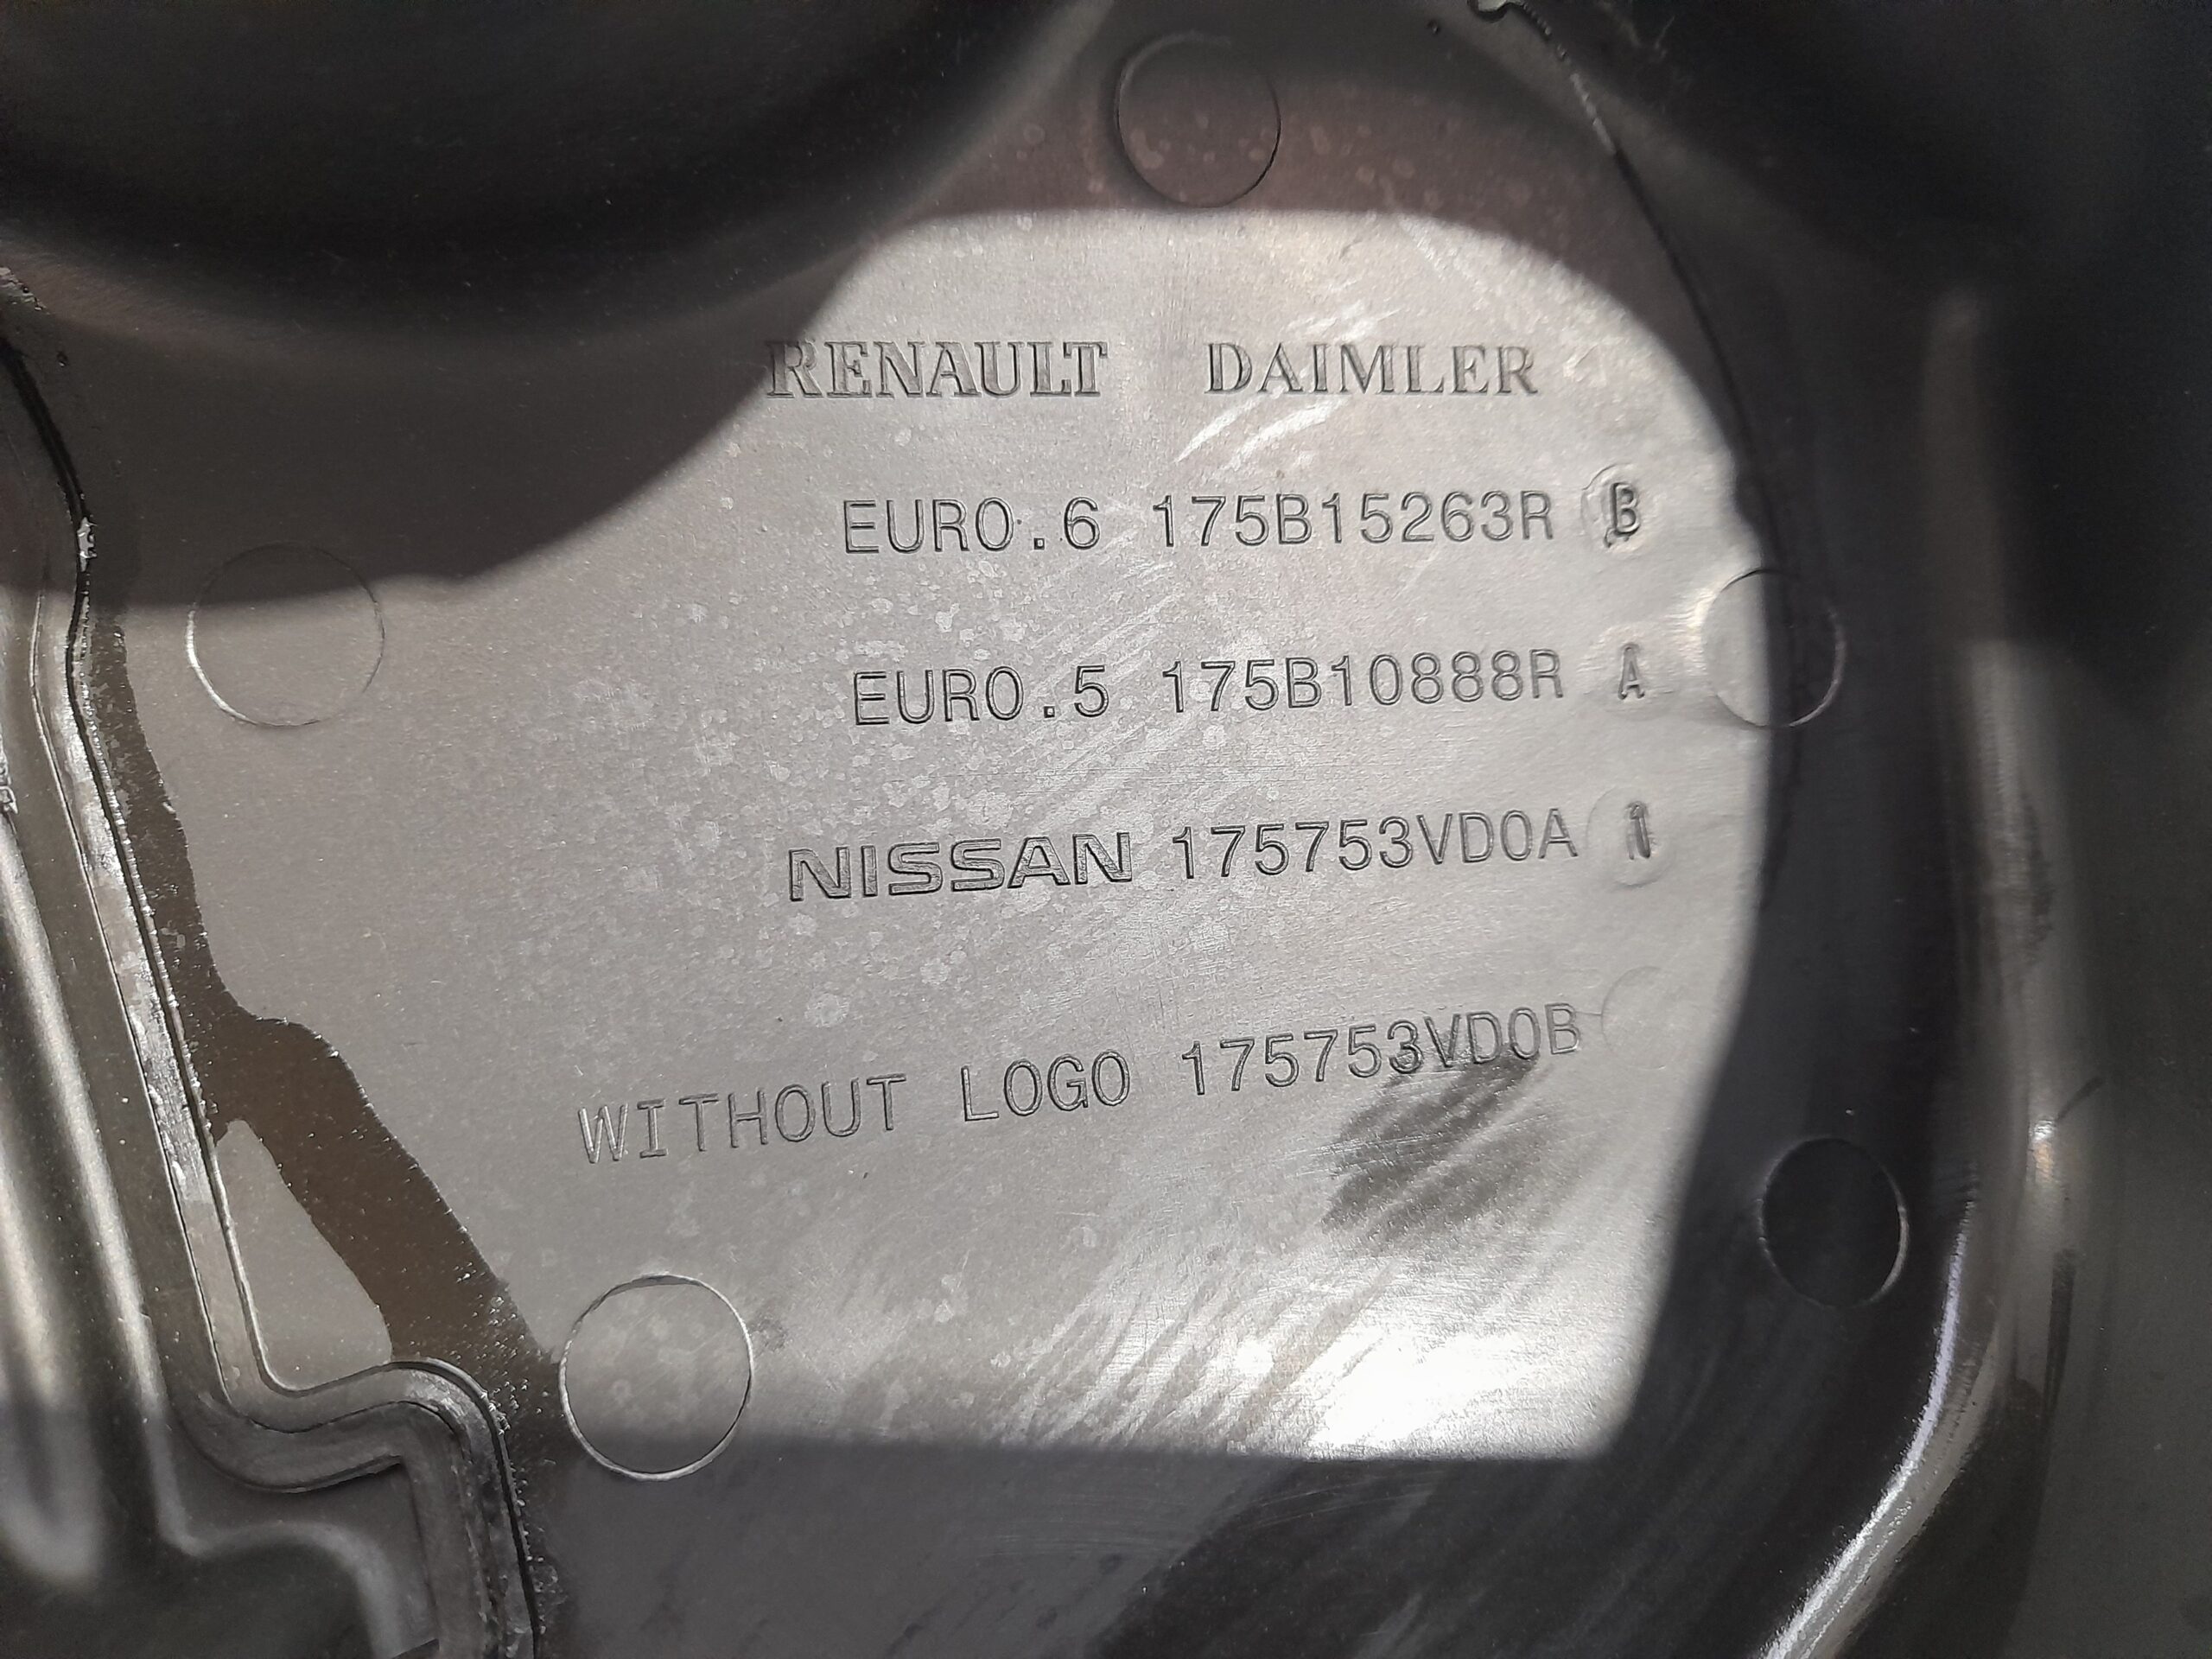 RENAULT DAIMLER
EURO.6 175B15263R B
EURO.5 175B10888R A
NISSAN 175753VD0A 1
WITHOUT LOGO 175753VD0B